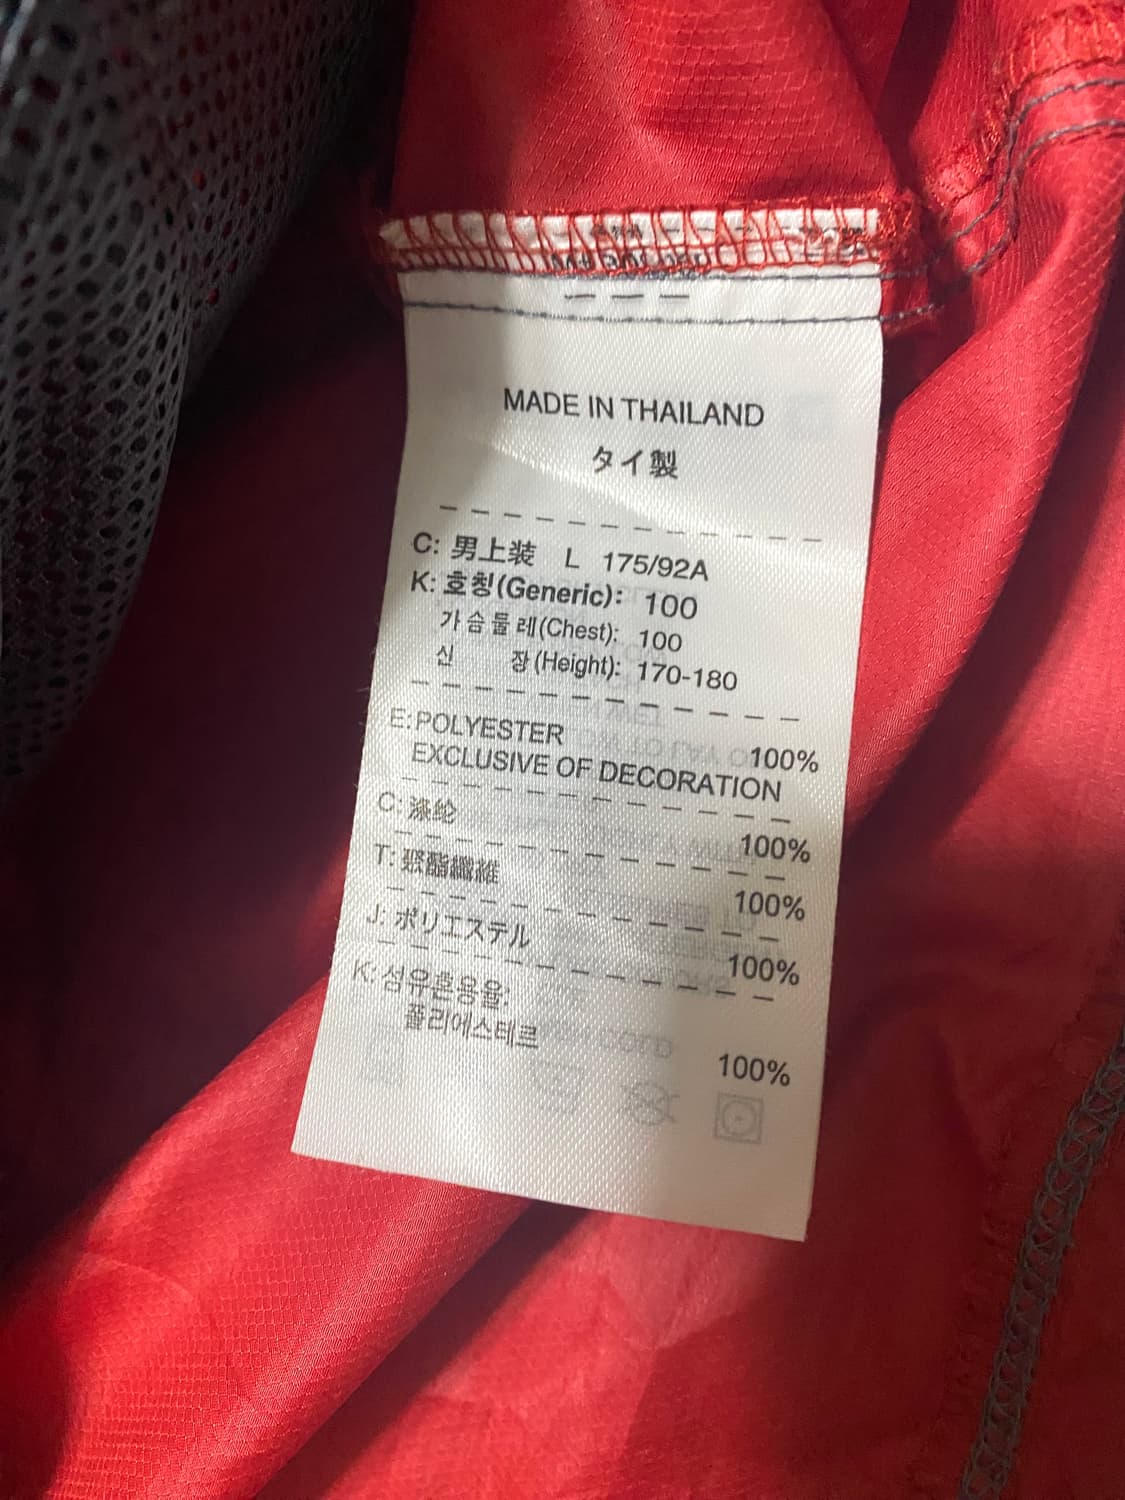 MADE IN THAILAND
タイ製
C: 男上装 L 175/92A
K: 호칭(Generic): 100
가슴둘레(Chest): 100
신 장(Height): 170-180
E: POLYESTER 100%
EXCLUSIVE OF DECORATION
C: 涤纶 100%
T: 聚酯纖維 100%
J: ポリエステル 100%
K: 섬유혼용율:
폴리에스테르 100%